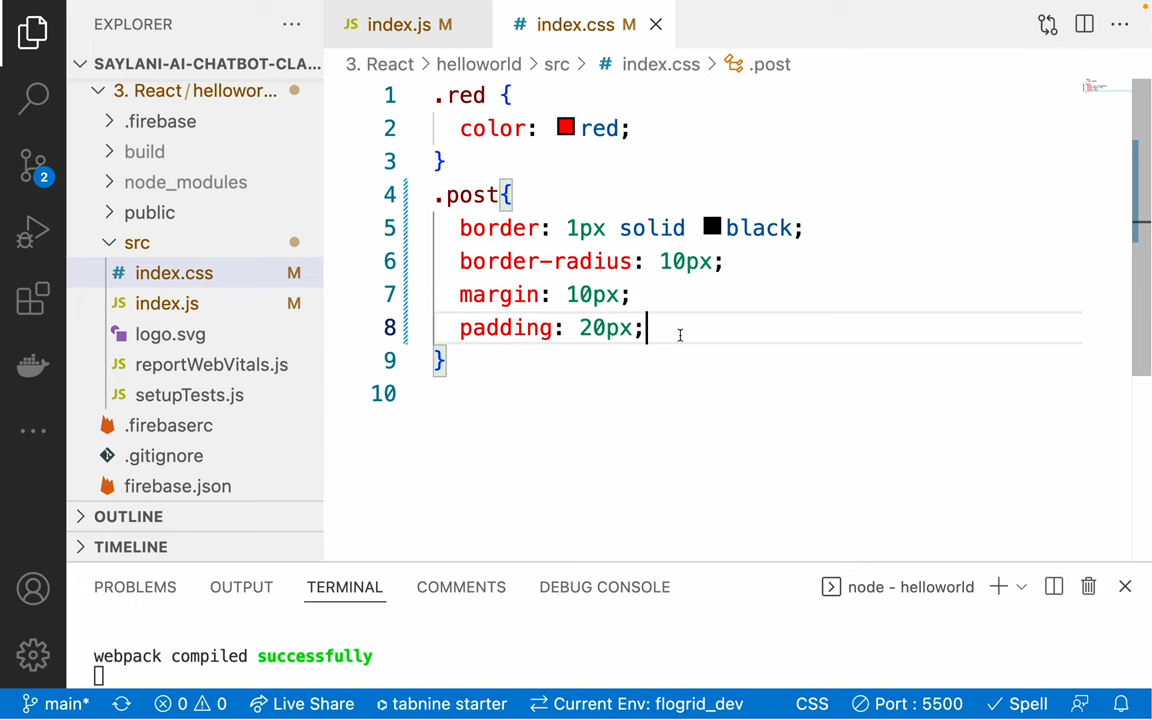 EXPLORER
SAYLANI-AI-CHATBOT-CLA...
3. React / hellowor...
.firebase
build
node_modules
public
src
# index.css M
JS index.js M
logo.svg
JS reportWebVitals.js
JS setupTests.js
.firebaserc
.gitignore
firebase.json
OUTLINE
TIMELINE
2
JS index.js M
# index.css M
3. React > helloworld > src > # index.css > .post
1 .red {
2 color: red;
3 }
4 .post{
5 border: 1px solid black;
6 border-radius: 10px;
7 margin: 10px;
8 padding: 20px;
9 }
10
PROBLEMS OUTPUT TERMINAL COMMENTS DEBUG CONSOLE
node - helloworld
webpack compiled successfully
main* 0 0 Live Share tabnine starter Current Env: flogrid_dev CSS Port : 5500 Spell